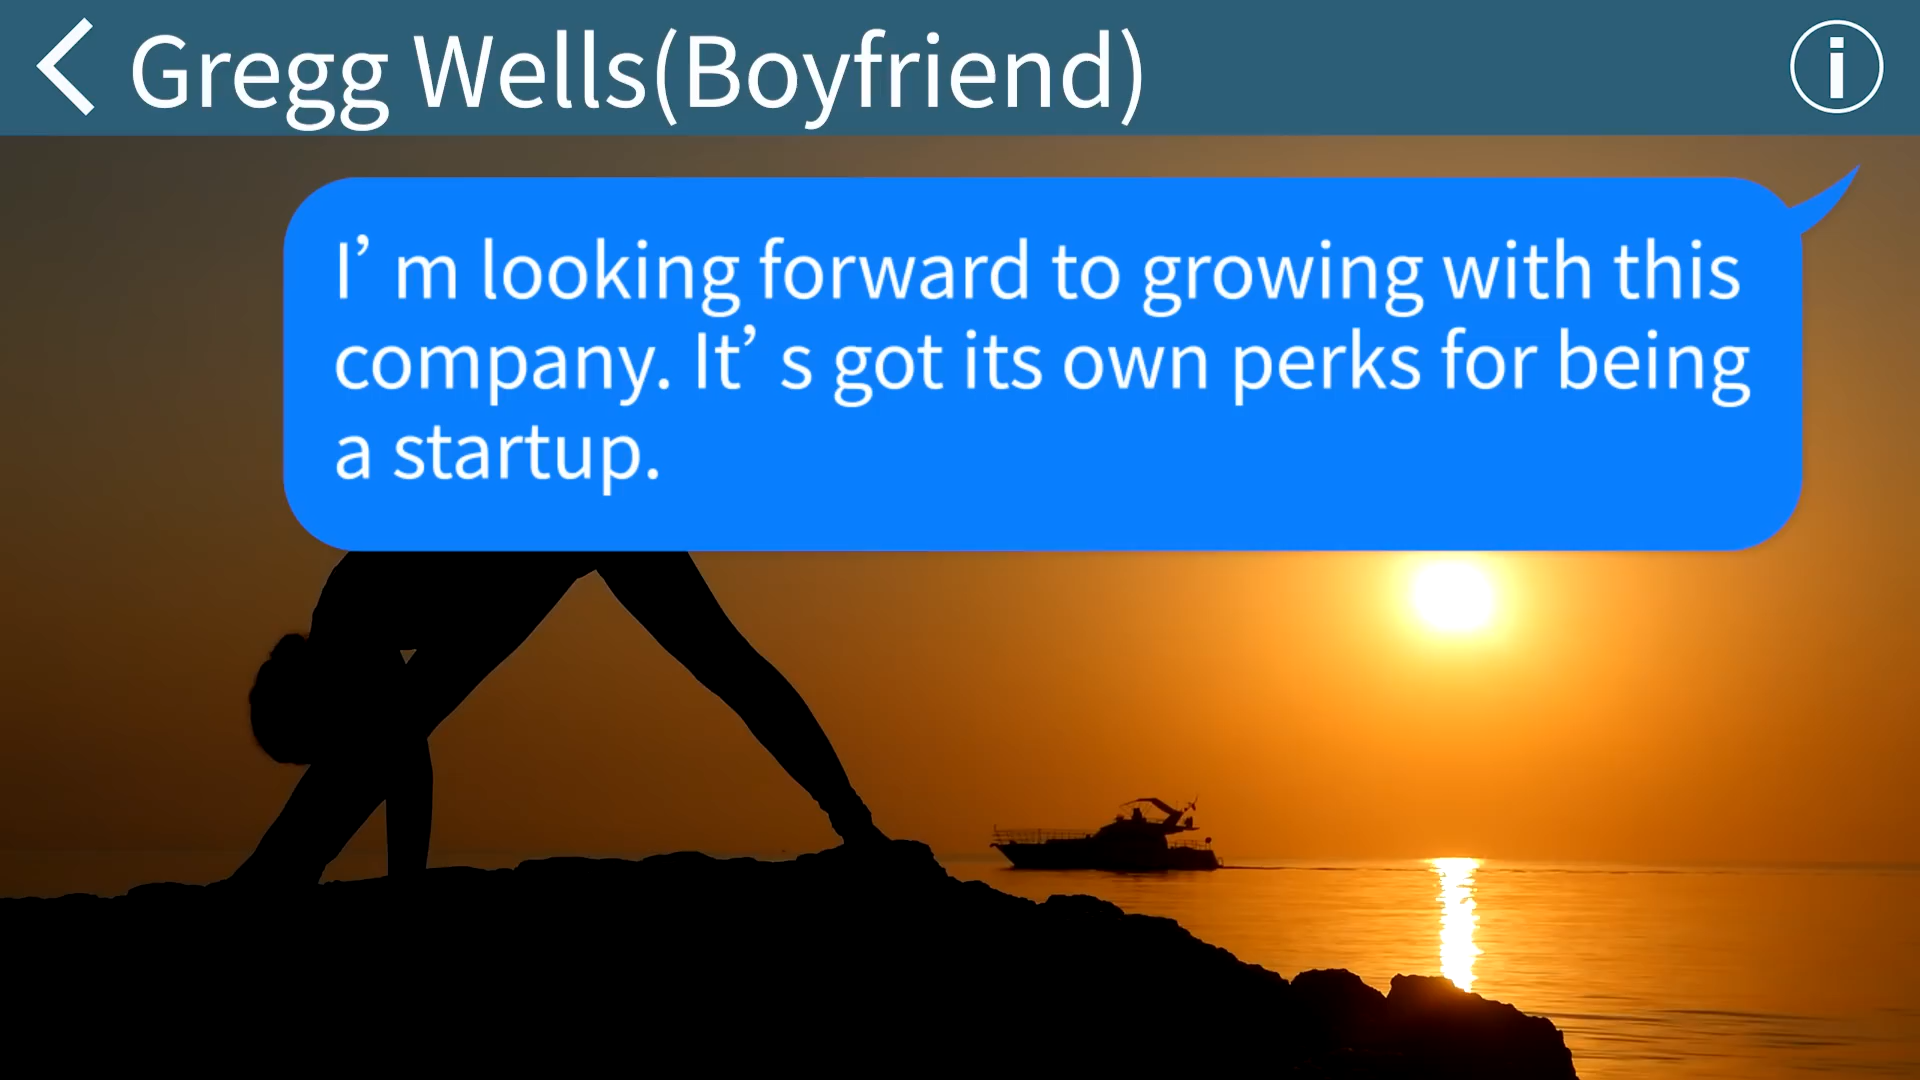 Gregg Wells(Boyfriend)
I’m looking forward to growing with this
company. It’s got its own perks for being
a startup.